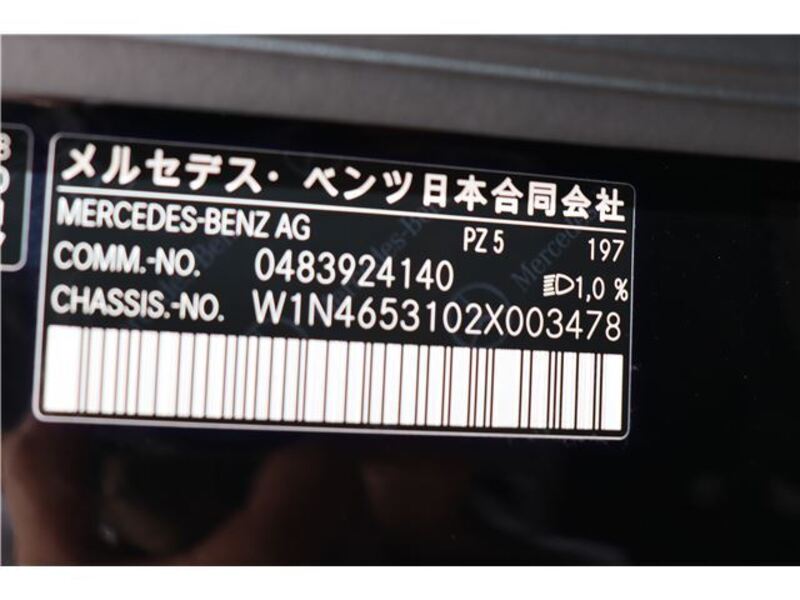 メルセデス・ベンツ日本合同会社
MERCEDES-BENZ AG PZ 5 197
COMM.-NO. 0483924140 1,0 %
CHASSIS.-NO. W1N4653102X003478